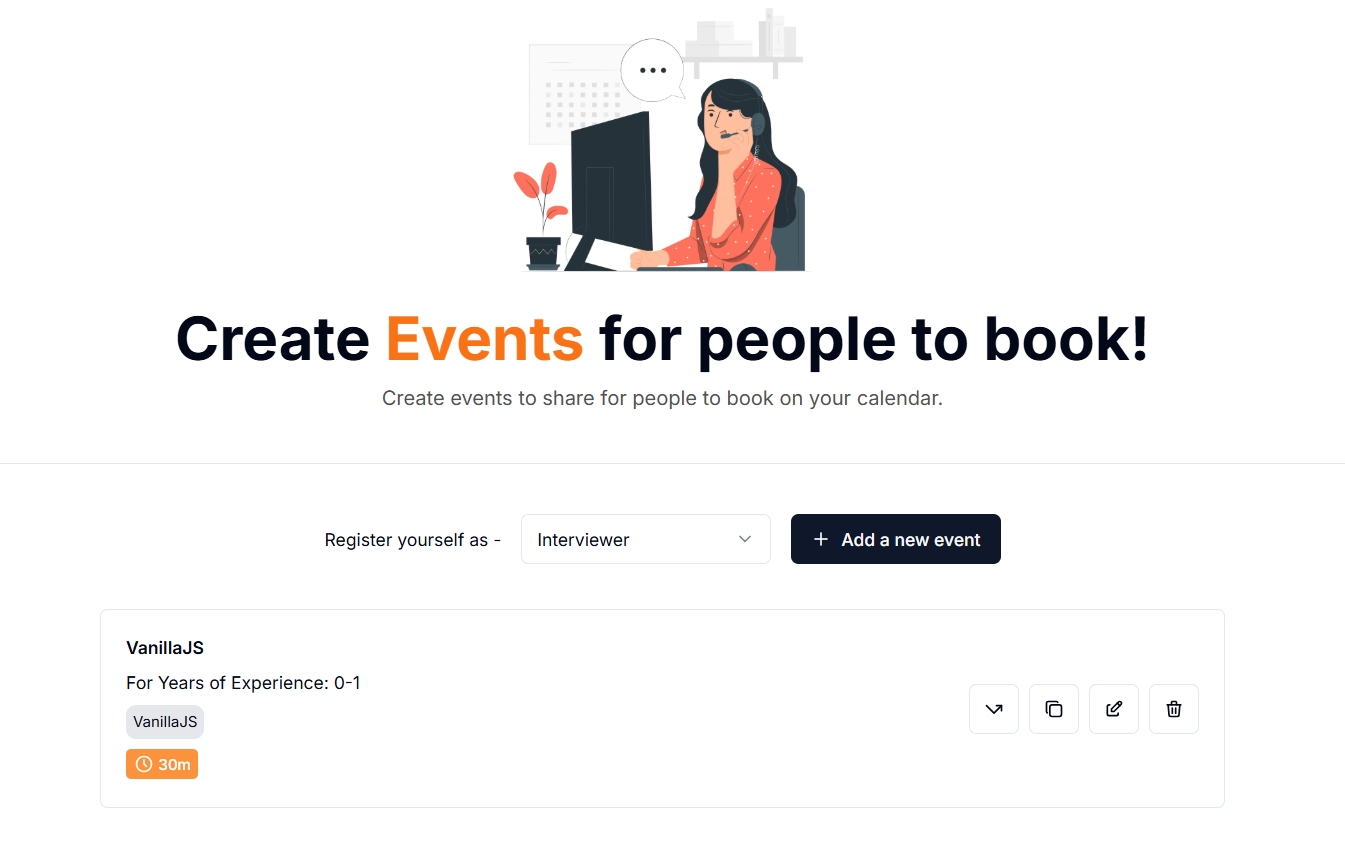 Create Events for people to book!
Create events to share for people to book on your calendar.
Register yourself as -
Interviewer
Add a new event
VanillaJS
For Years of Experience: 0-1
VanillaJS
30m